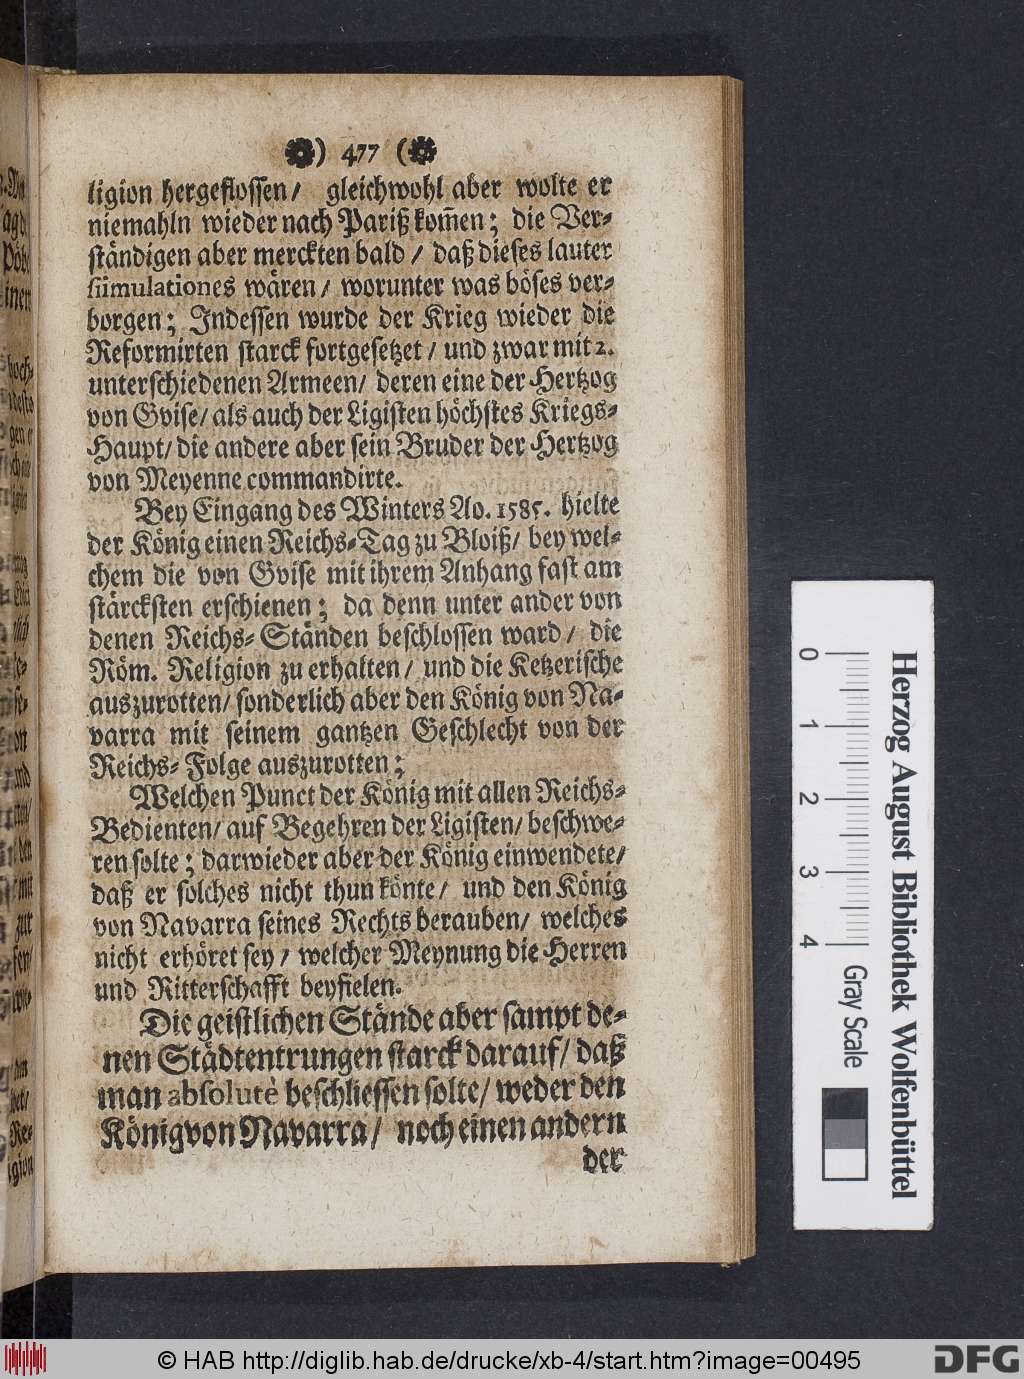 ) 477 (
ligion hergeflossen/ gleichwohl aber wolte er
niemahln wieder nach Pariß kom̃en; die Ver-
ständigen aber merckten bald / daß dieses lauter
simulationes wären / worunter was böses ver-
borgen; Indessen wurde der Krieg wieder die
Reformirten starck fortgesetzet / und zwar mit 2.
unterschiedenen Armeen/ deren eine der Hertzog
von Gvise/ als auch der Ligisten höchstes Kriegs-
Haupt/ die andere aber sein Bruder der Hertzog
von Meyenne commandirte.
Bey Eingang des Winters Ao. 1585. hielte
der König einen Reichs-Tag zu Bloiß/ bey wel-
chem die von Gvise mit ihrem Anhang fast am
stärcksten erschienen; da denn unter ander von
denen Reichs-Ständen beschlossen ward / die
Röm. Religion zu erhalten/ und die Ketzerische
auszurotten/ sonderlich aber den König von Na-
varra mit seinem gantzen Geschlecht von der
Reichs-Folge auszurotten;
Welchen Punct der König mit allen Reichs-
Bedienten/ auf Begehren der Ligisten/ beschwe-
ren solte; darwieder aber der König einwendete/
daß er solches nicht thun könte/ und den König
von Navarra seines Rechts berauben/ welches
nicht erhöret sey / welcher Meynung die Herren
und Ritterschafft beyfielen.
Die geistlichen Stände aber sampt de-
nen Städten trungen starck darauf/ daß
man absolutè beschliessen solte/ weder den
König von Navarra/ noch einen andern
der
Herzog August Bibliothek Wolfenbüttel
0 1 2 3 4 Gray Scale
© HAB http://diglib.hab.de/drucke/xb-4/start.htm?image=00495
DFG